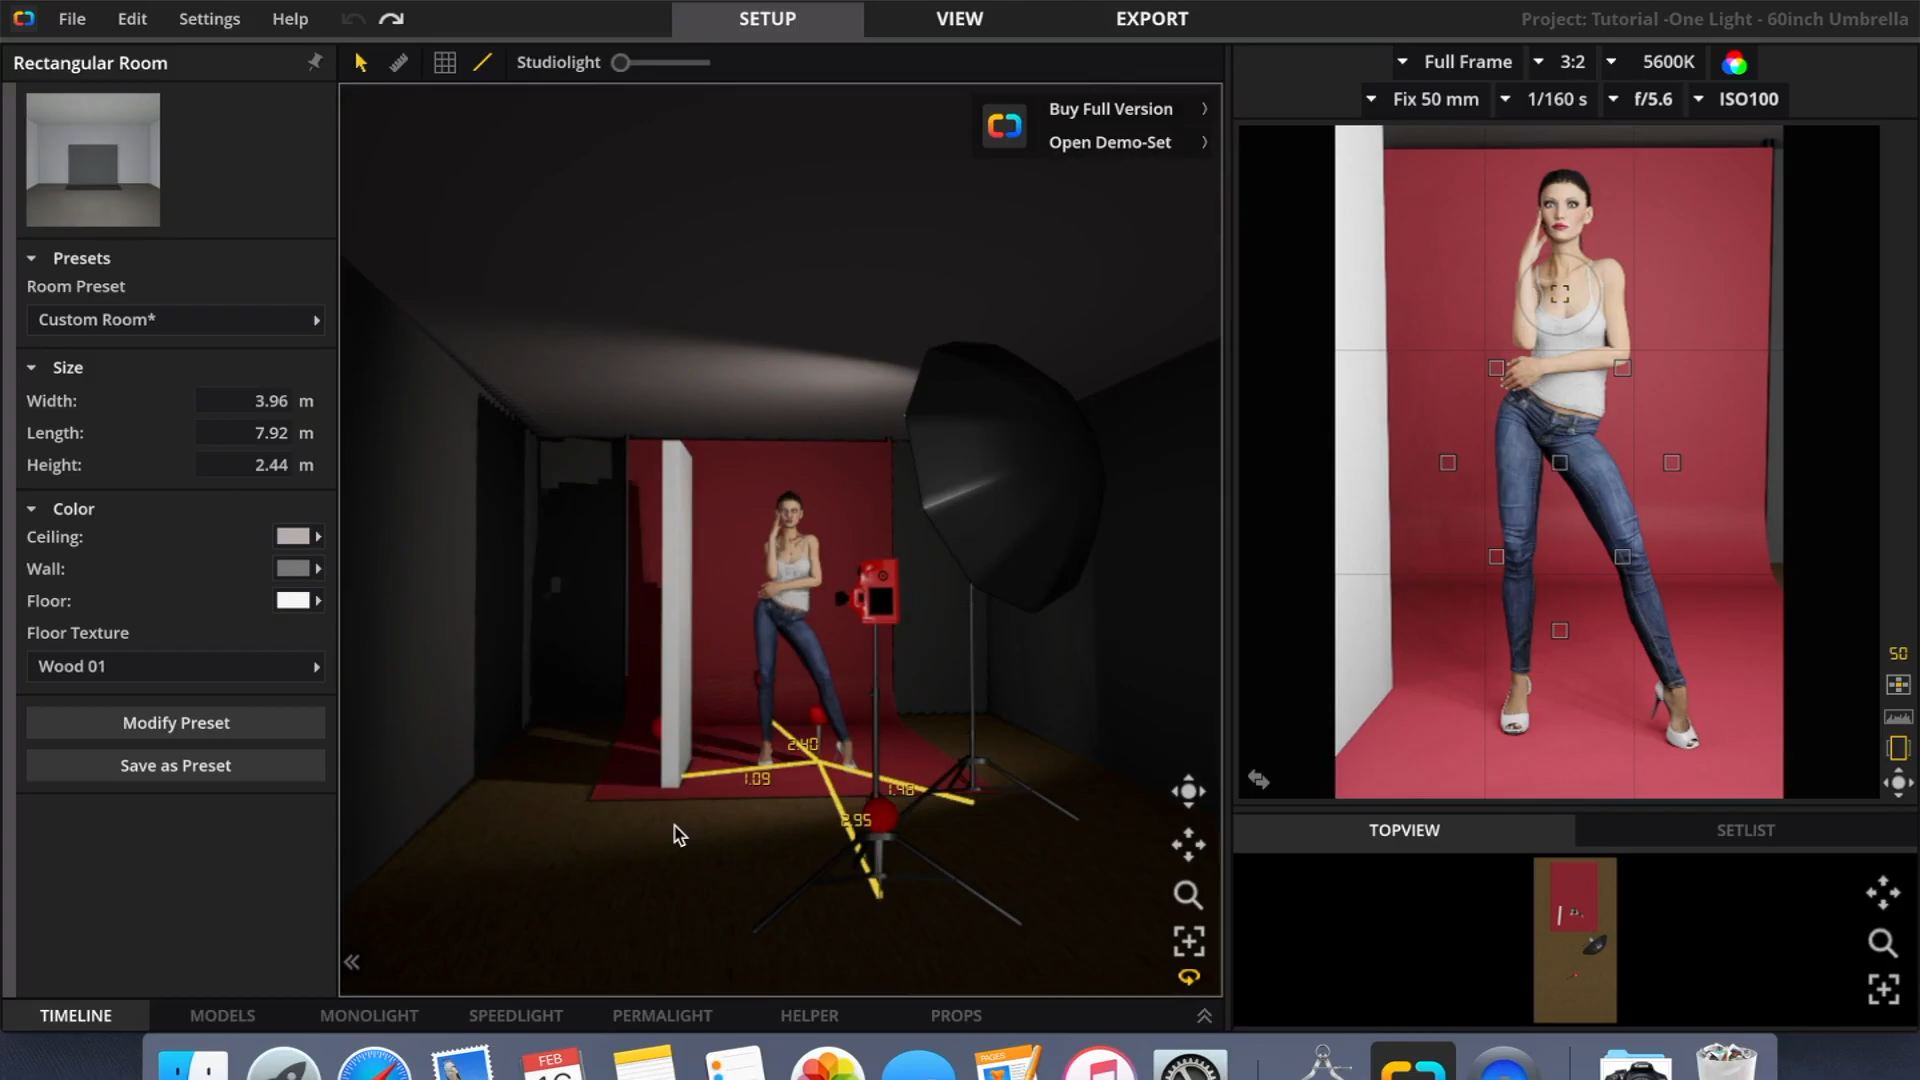 File Edit Settings Help
SETUP VIEW EXPORT
Project: Tutorial -One Light - 60inch Umbrella
Rectangular Room
Studiolight
Full Frame 3:2 5600K
Fix 50 mm 1/160 s f/5.6 ISO100
Buy Full Version
Open Demo-Set
Presets
Room Preset
Custom Room*
Size
Width: 3.96 m
Length: 7.92 m
Height: 2.44 m
Color
Ceiling:
Wall:
Floor:
Floor Texture
Wood 01
Modify Preset
Save as Preset
2.40
1.09
1.48
2.95
50
TOPVIEW SETLIST
TIMELINE MODELS MONOLIGHT SPEEDLIGHT PERMALIGHT HELPER PROPS
FEB
PAGES